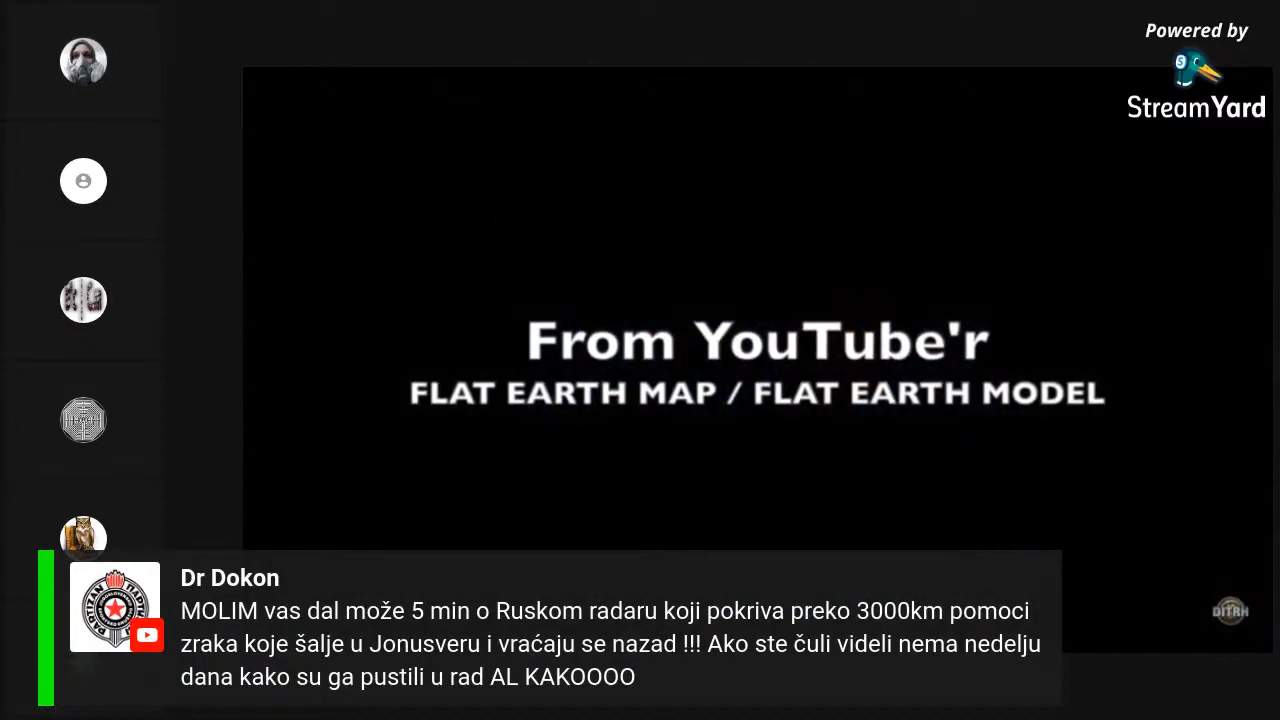 Powered by
StreamYard
From YouTube'r
FLAT EARTH MAP / FLAT EARTH MODEL
DITRH
Dr Dokon
MOLIM vas dal može 5 min o Ruskom radaru koji pokriva preko 3000km pomoci
zraka koje šalje u Jonusveru i vraćaju se nazad !!! Ako ste čuli videli nema nedelju
dana kako su ga pustili u rad AL KAKOOOO